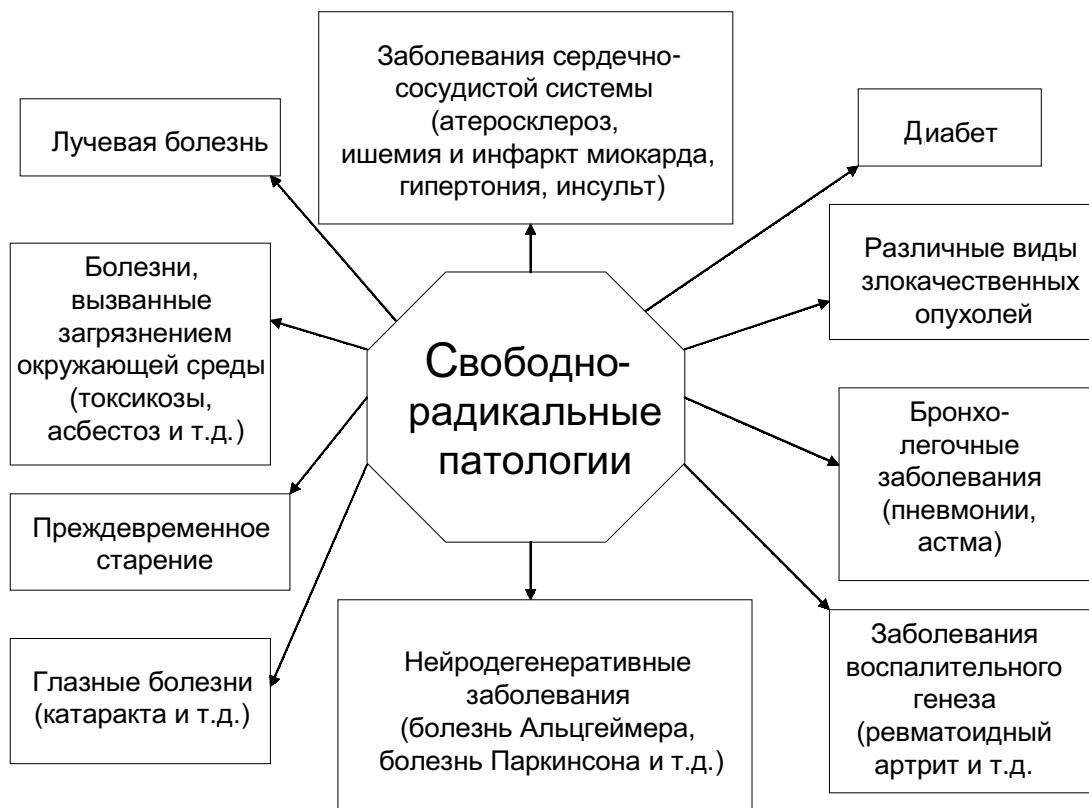 Заболевания сердечно-
сосудистой системы
(атеросклероз,
ишемия и инфаркт миокарда,
гипертония, инсульт)
Лучевая болезнь
Диабет
Болезни,
вызванные
загрязнением
окружающей среды
(токсикозы,
асбестоз и т.д.)
Различные виды
злокачественных
опухолей
Свободно-
радикальные
патологии
Бронхо-
легочные
заболевания
(пневмонии,
астма)
Преждевременное
старение
Глазные болезни
(катаракта и т.д.)
Нейродегенеративные
заболевания
(болезнь Альцгеймера,
болезнь Паркинсона и т.д.)
Заболевания
воспалительного
генеза
(ревматоидный
артрит и т.д.